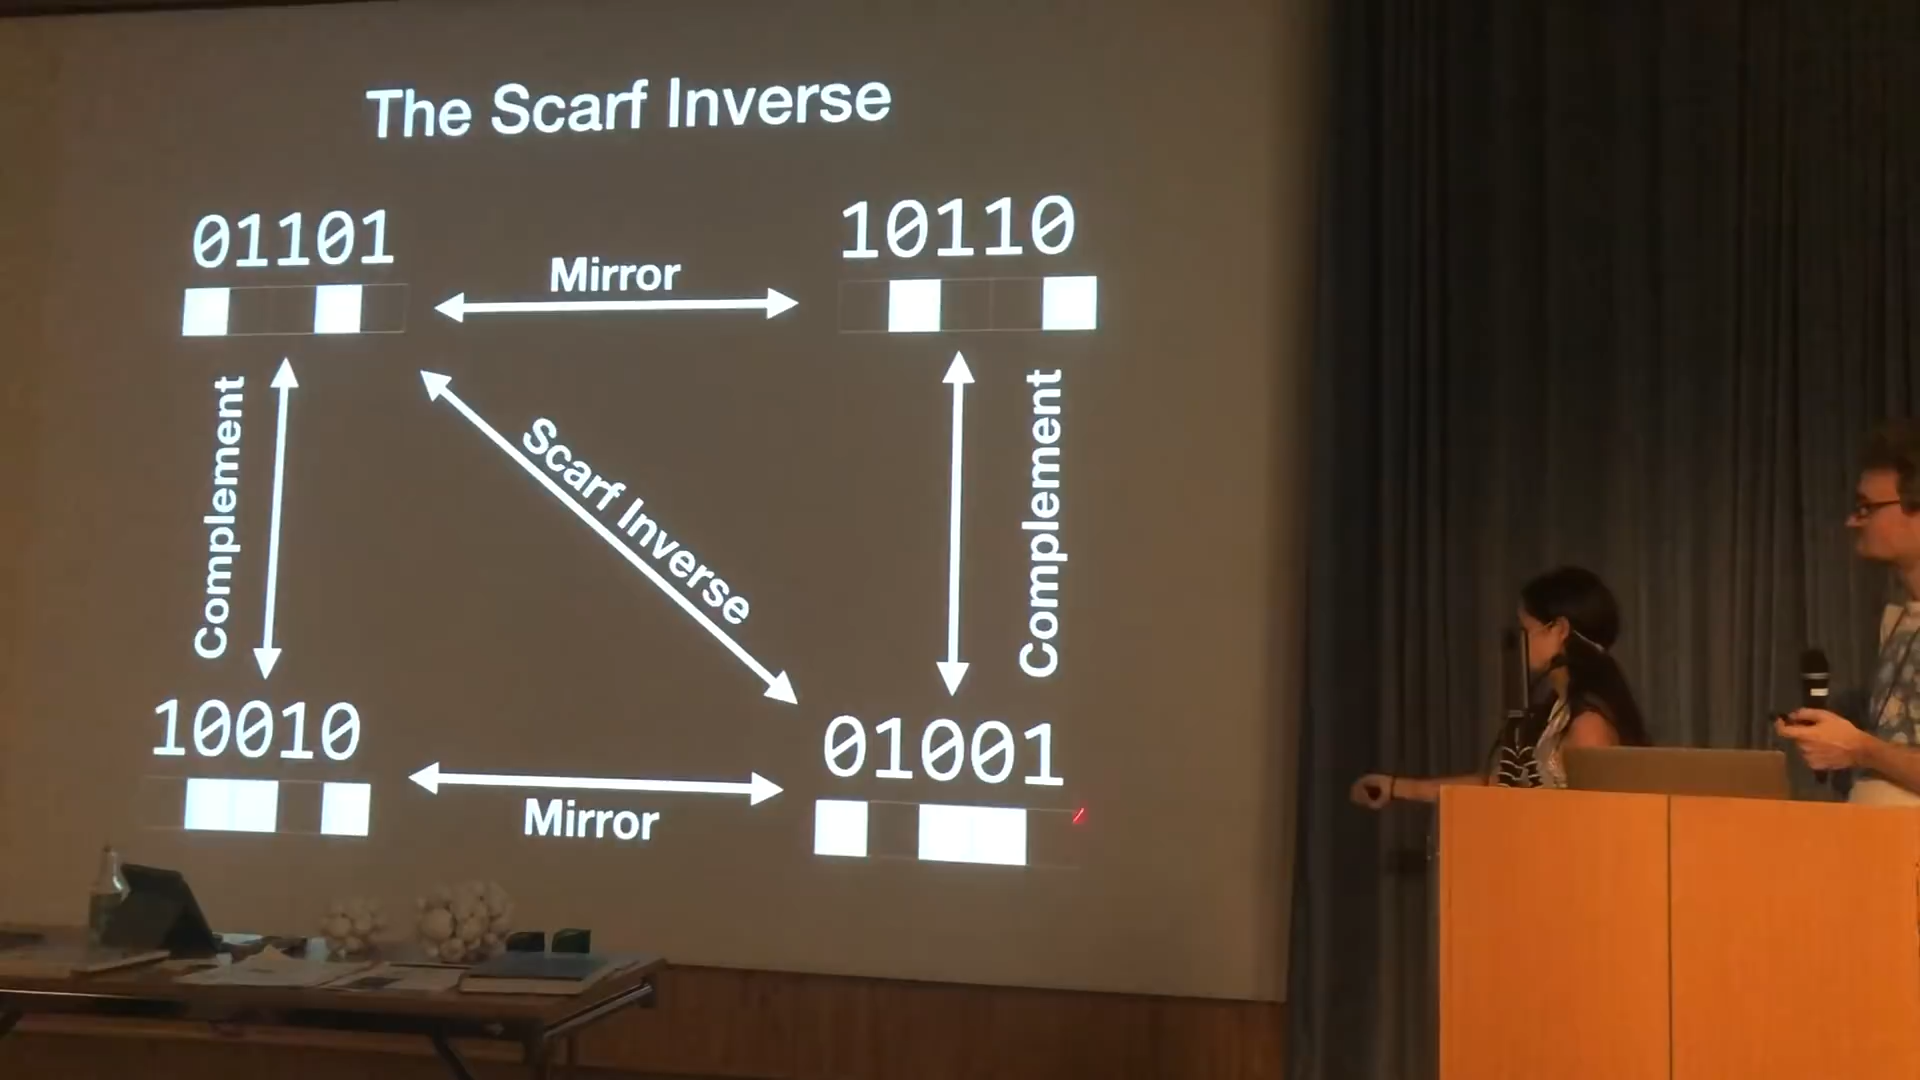 The Scarf Inverse
01101
10110
Mirror
Complement
Scarf Inverse
Complement
10010
01001
Mirror